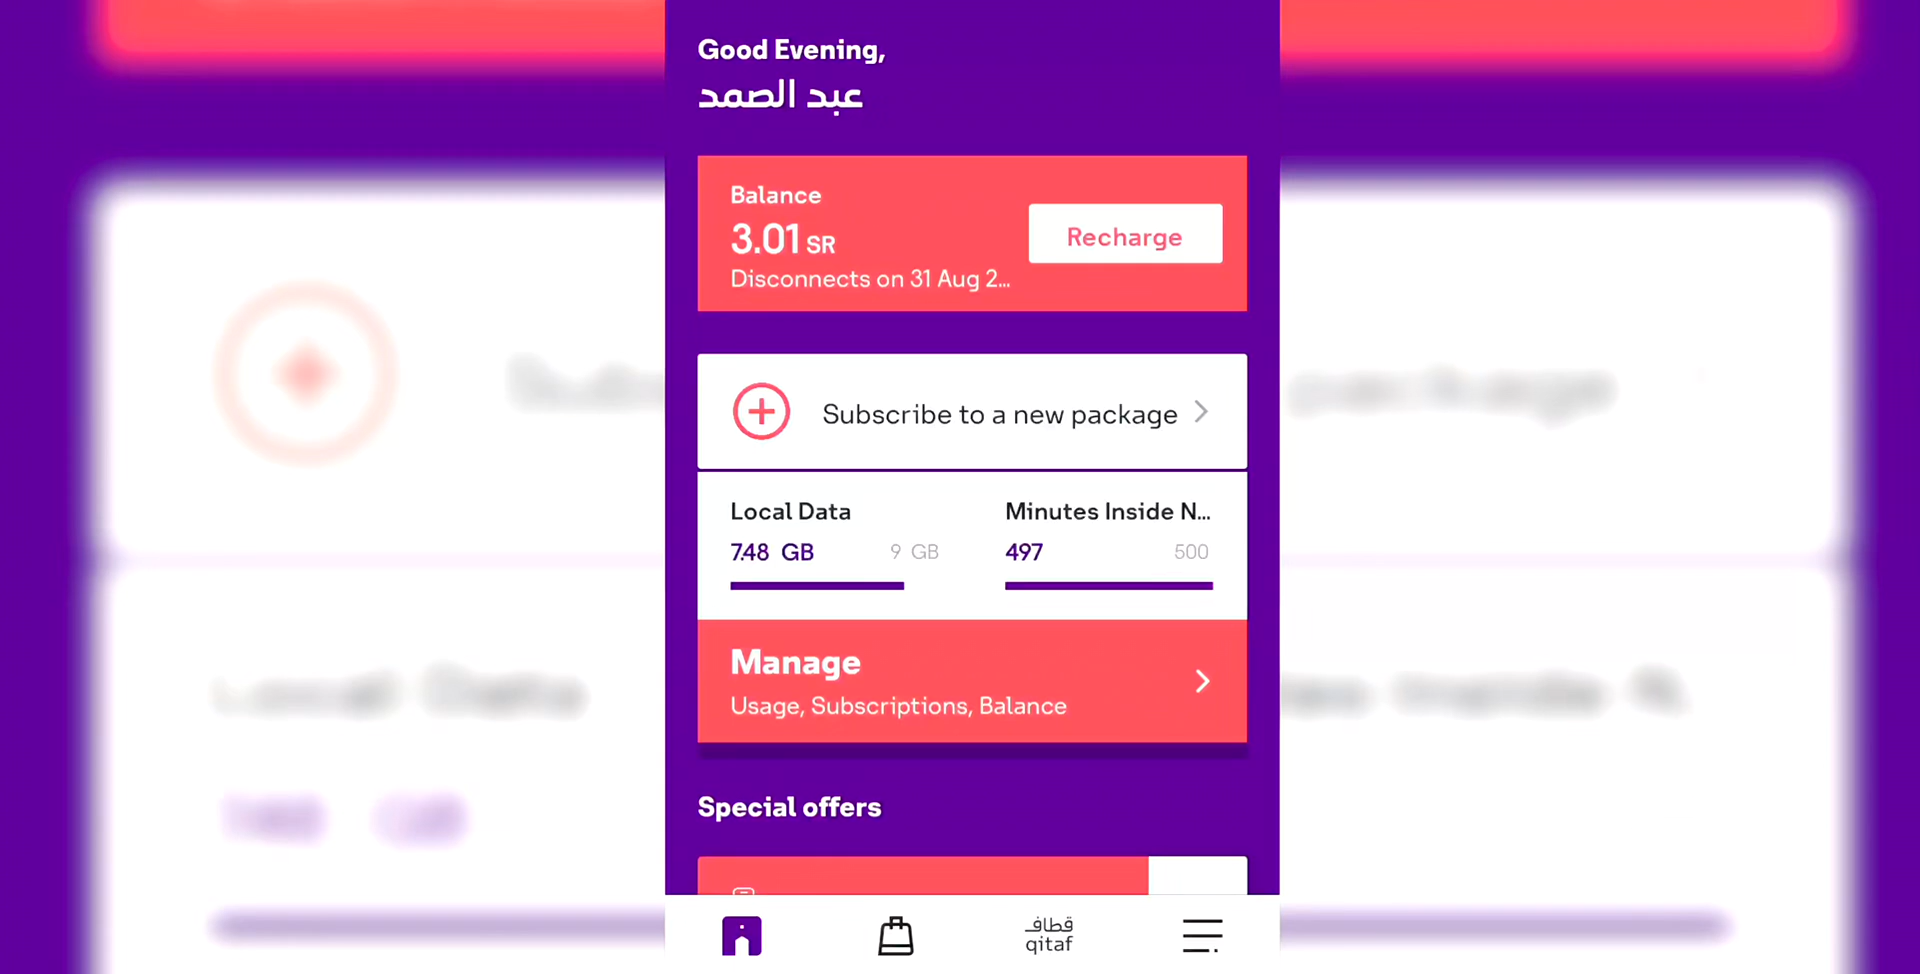 Good Evening,
عبد الصمد
Balance
3.01 SR
Recharge
Disconnects on 31 Aug 2...
Subscribe to a new package
Local Data
7.48 GB 9 GB
Minutes Inside N...
497 500
Manage
Usage, Subscriptions, Balance
Special offers
قطاف
qitaf